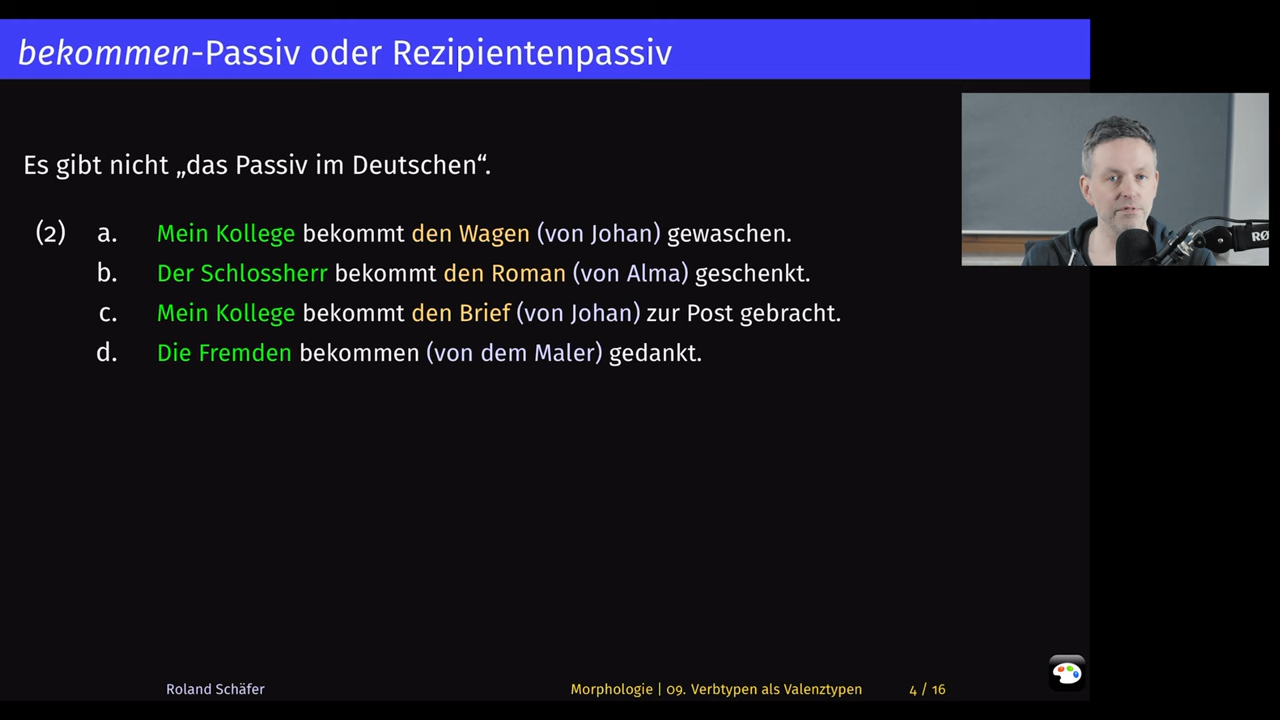 bekommen-Passiv oder Rezipientenpassiv
Es gibt nicht „das Passiv im Deutschen“.
(2) a. Mein Kollege bekommt den Wagen (von Johan) gewaschen.
b. Der Schlossherr bekommt den Roman (von Alma) geschenkt.
c. Mein Kollege bekommt den Brief (von Johan) zur Post gebracht.
d. Die Fremden bekommen (von dem Maler) gedankt.
RØ
Roland Schäfer Morphologie | 09. Verbtypen als Valenztypen 4 / 16